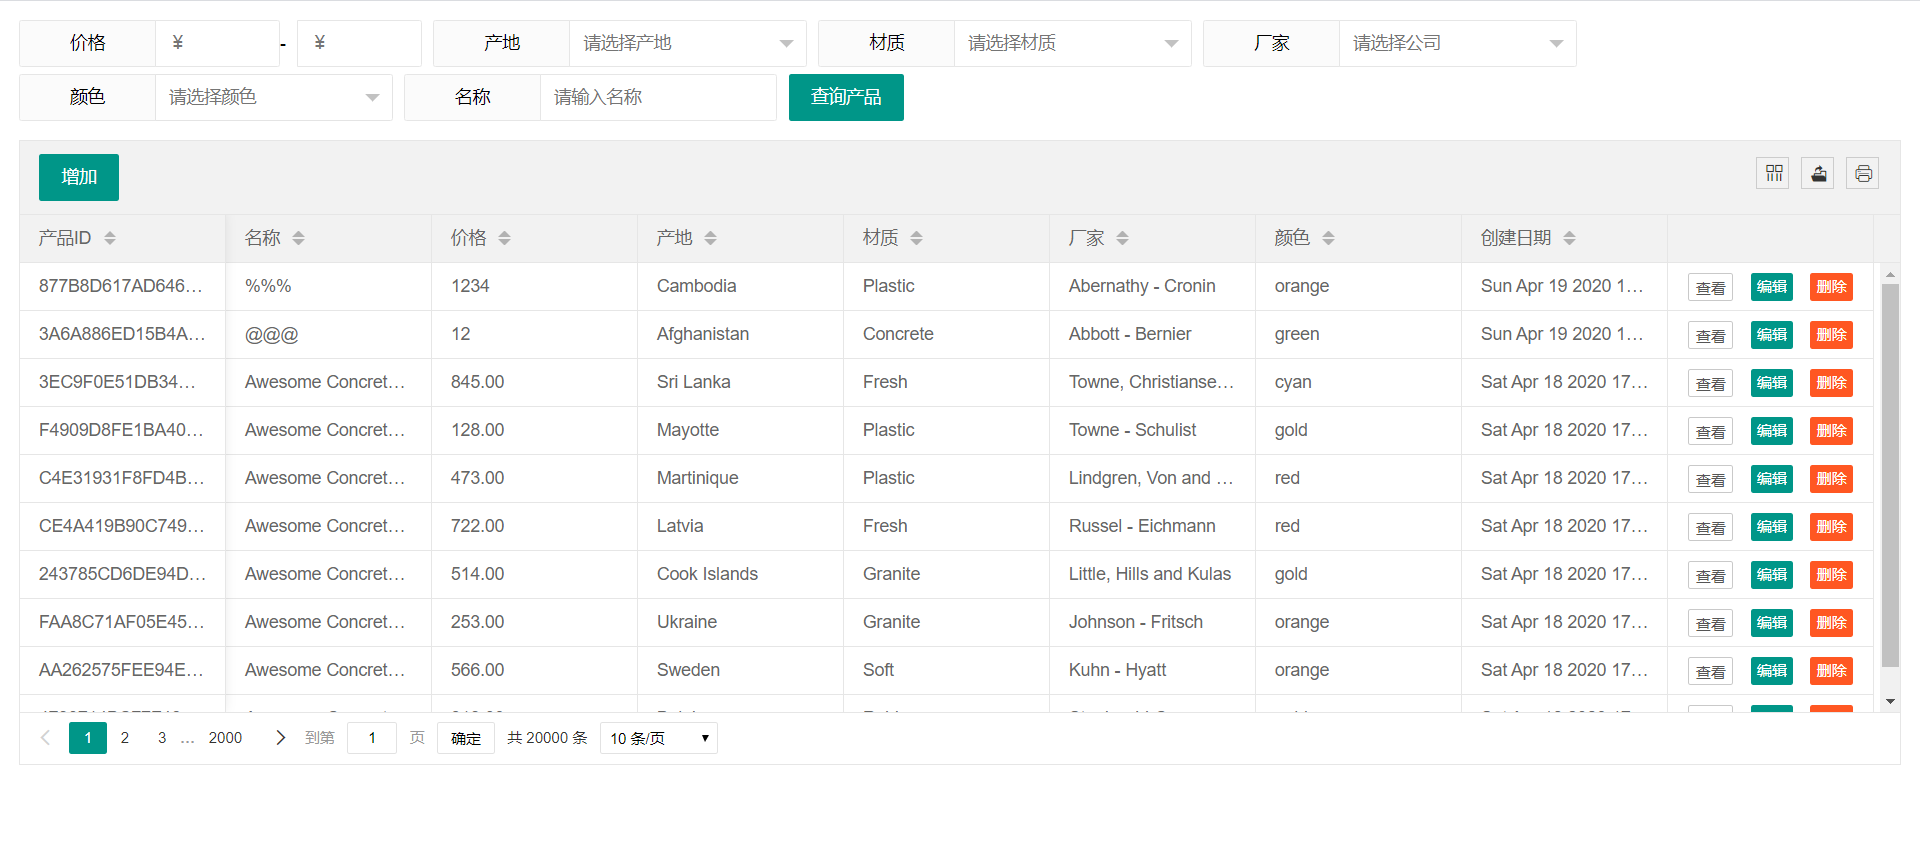 价格 ¥ - ¥ 产地 请选择产地 材质 请选择材质 厂家 请选择公司
颜色 请选择颜色 名称 请输入名称 查询产品
增加
产品ID 名称 价格 产地 材质 厂家 颜色 创建日期
877B8D617AD646... %%% 1234 Cambodia Plastic Abernathy - Cronin orange Sun Apr 19 2020 1... 查看 编辑 删除
3A6A886ED15B4A... @@@ 12 Afghanistan Concrete Abbott - Bernier green Sun Apr 19 2020 1... 查看 编辑 删除
3EC9F0E51DB34... Awesome Concret... 845.00 Sri Lanka Fresh Towne, Christianse... cyan Sat Apr 18 2020 17... 查看 编辑 删除
F4909D8FE1BA40... Awesome Concret... 128.00 Mayotte Plastic Towne - Schulist gold Sat Apr 18 2020 17... 查看 编辑 删除
C4E31931F8FD4B... Awesome Concret... 473.00 Martinique Plastic Lindgren, Von and ... red Sat Apr 18 2020 17... 查看 编辑 删除
CE4A419B90C749... Awesome Concret... 722.00 Latvia Fresh Russel - Eichmann red Sat Apr 18 2020 17... 查看 编辑 删除
243785CD6DE94D... Awesome Concret... 514.00 Cook Islands Granite Little, Hills and Kulas gold Sat Apr 18 2020 17... 查看 编辑 删除
FAA8C71AF05E45... Awesome Concret... 253.00 Ukraine Granite Johnson - Fritsch orange Sat Apr 18 2020 17... 查看 编辑 删除
AA262575FEE94E... Awesome Concret... 566.00 Sweden Soft Kuhn - Hyatt orange Sat Apr 18 2020 17... 查看 编辑 删除
1 2 3 ... 2000 到第 1 页 确定 共 20000 条 10 条/页